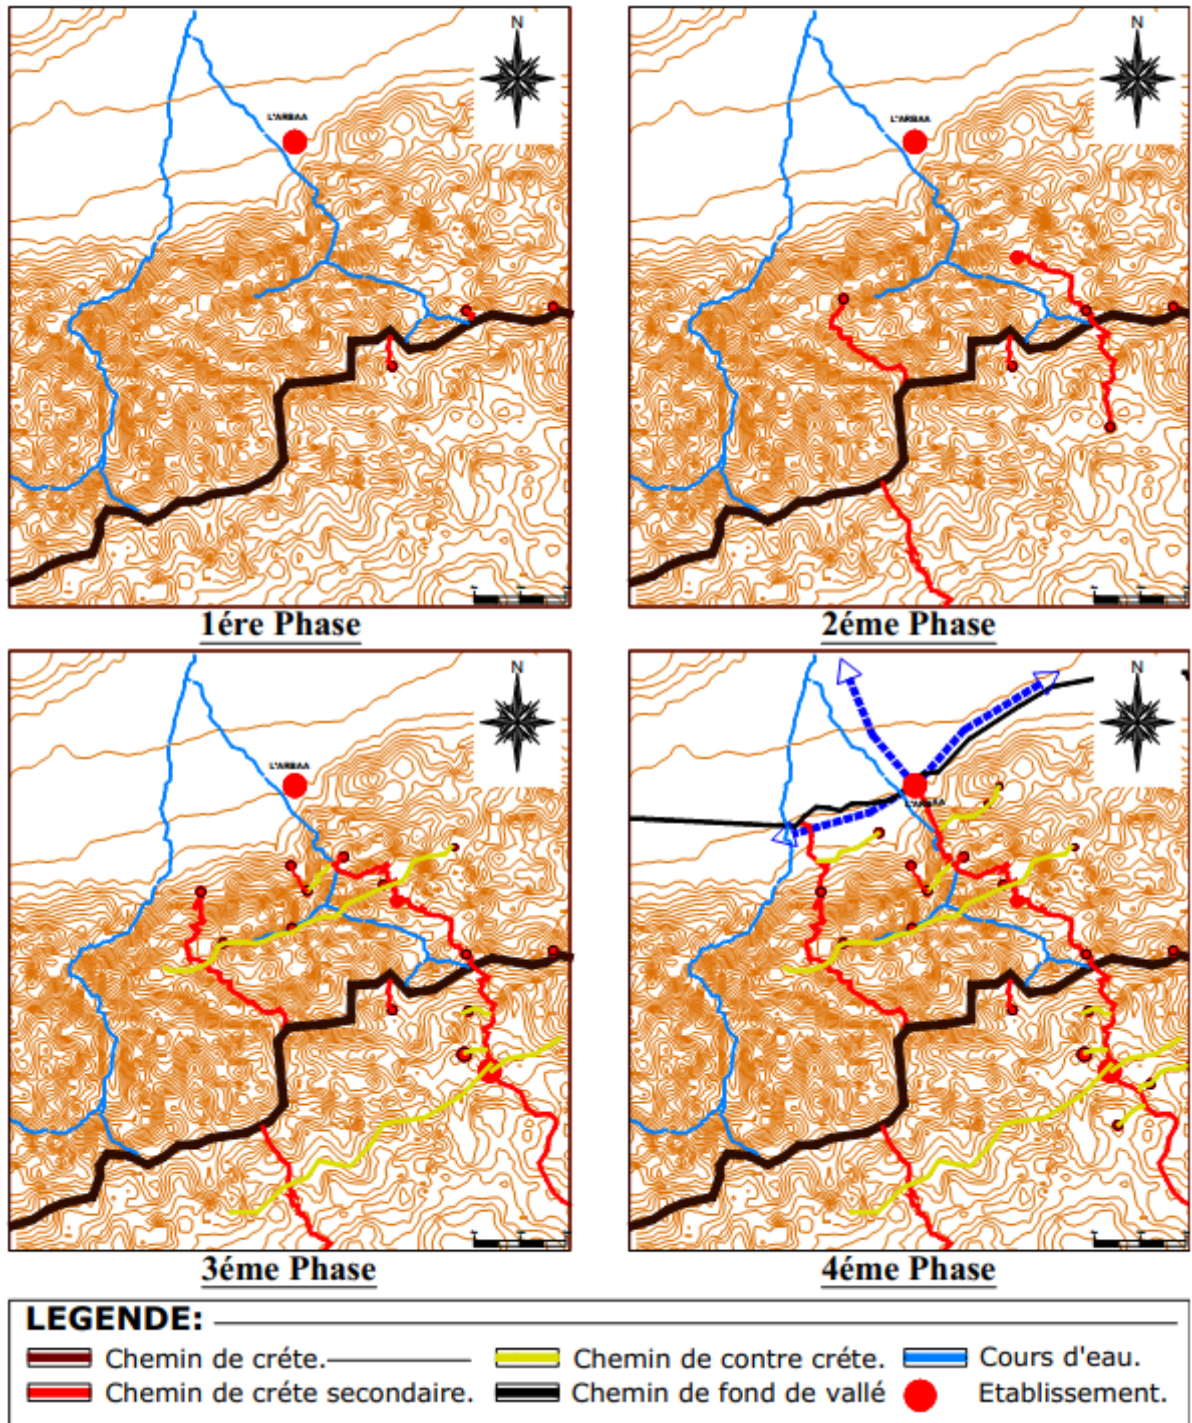 N N
L'ARBAA L'ARBAA
1ére Phase 2éme Phase
N N
L'ARBAA L'ARBAA
3éme Phase 4éme Phase
LEGENDE:
Chemin de créte. Chemin de contre créte. Cours d'eau.
Chemin de créte secondaire. Chemin de fond de vallé Etablissement.